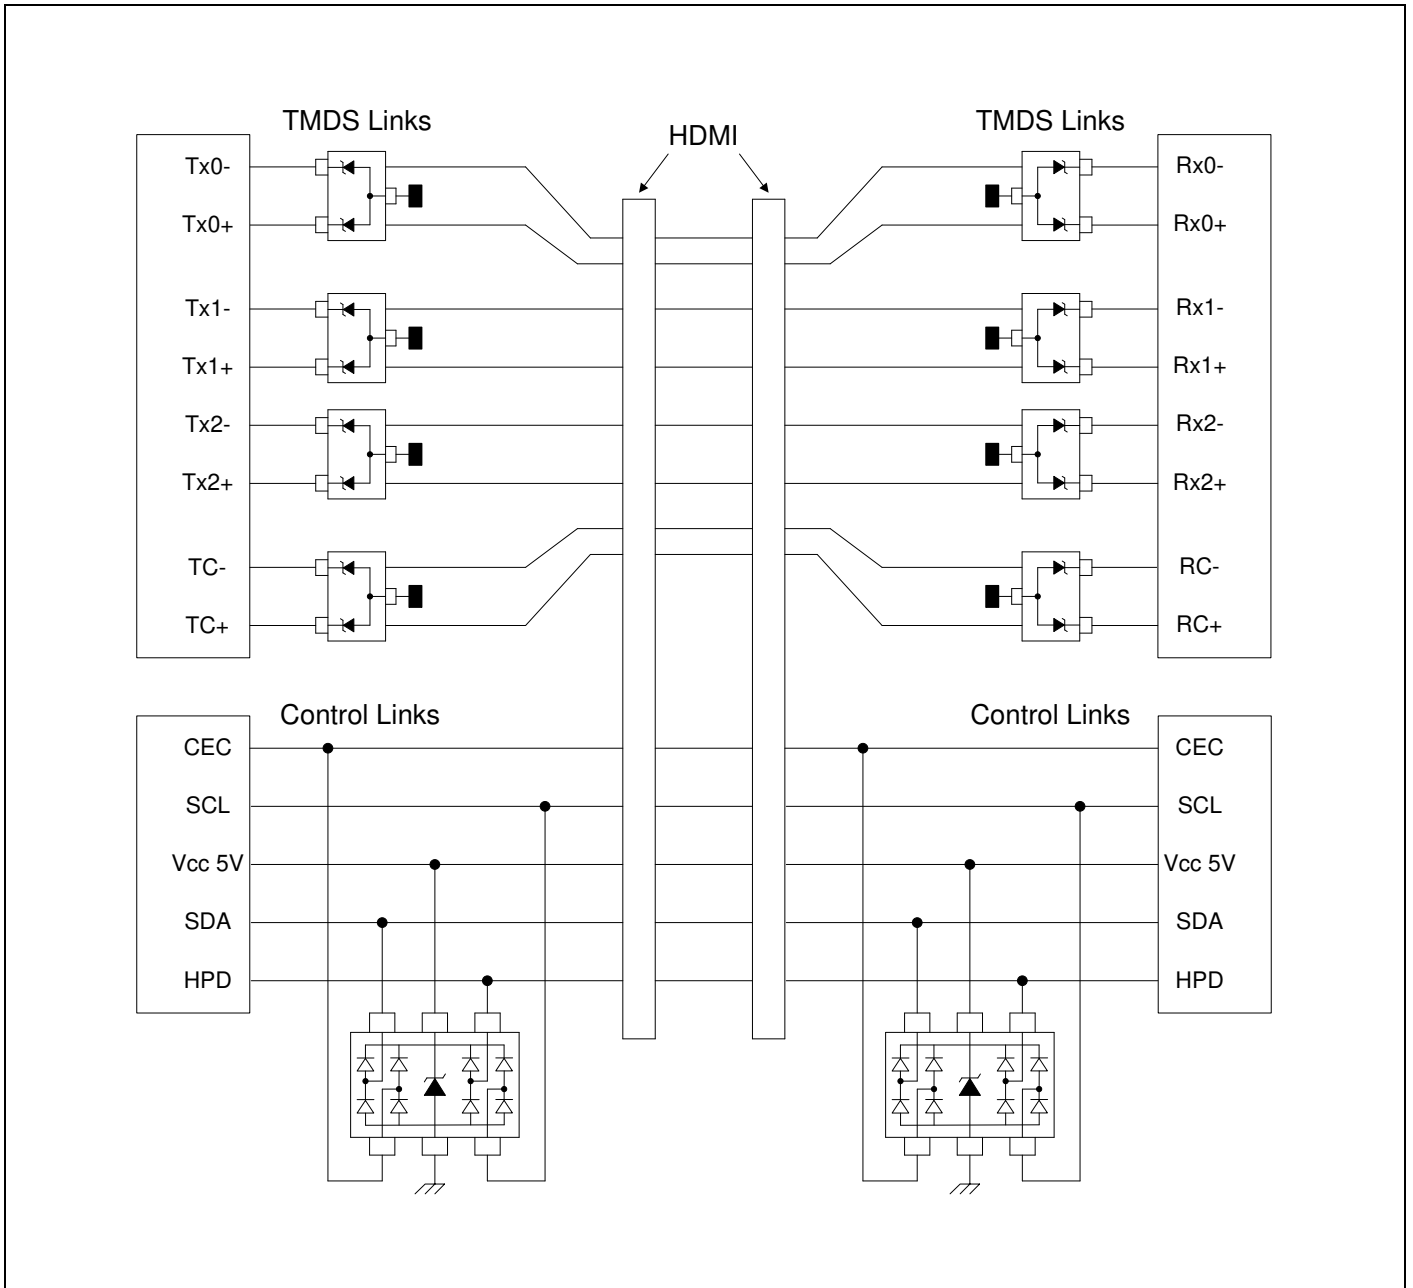 TMDS Links
HDMI
TMDS Links
Tx0-
Tx0+
Tx1-
Tx1+
Tx2-
Tx2+
TC-
TC+
Rx0-
Rx0+
Rx1-
Rx1+
Rx2-
Rx2+
RC-
RC+
Control Links
Control Links
CEC
SCL
Vcc 5V
SDA
HPD
CEC
SCL
Vcc 5V
SDA
HPD